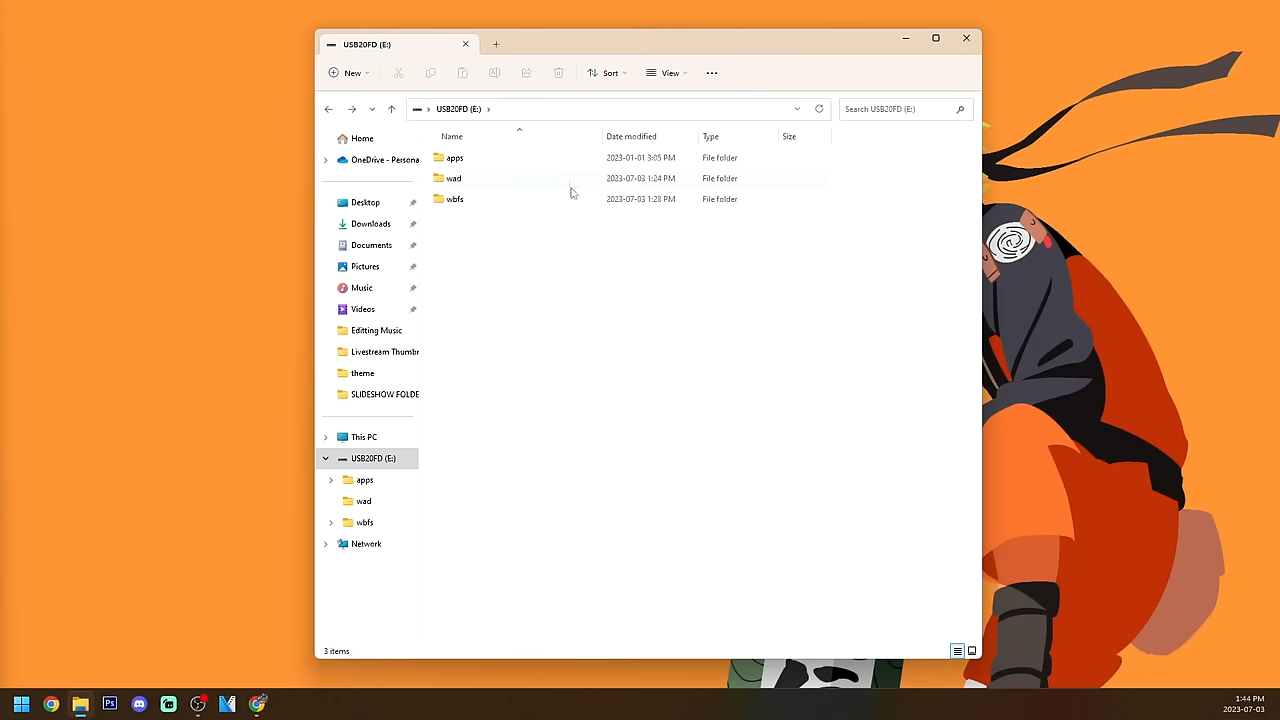 USB20FD (E:)
New
Sort
View
USB20FD (E:)
Search USB20FD (E:)
Name
Date modified
Type
Size
apps
2023-01-01 3:05 PM
File folder
wad
2023-07-03 1:24 PM
File folder
wbfs
2023-07-03 1:28 PM
File folder
Home
OneDrive - Persona
Desktop
Downloads
Documents
Pictures
Music
Videos
Editing Music
Livestream Thumbr
theme
SLIDESHOW FOLDE
This PC
USB20FD (E:)
apps
wad
wbfs
Network
3 items
Ps
1:44 PM
2023-07-03